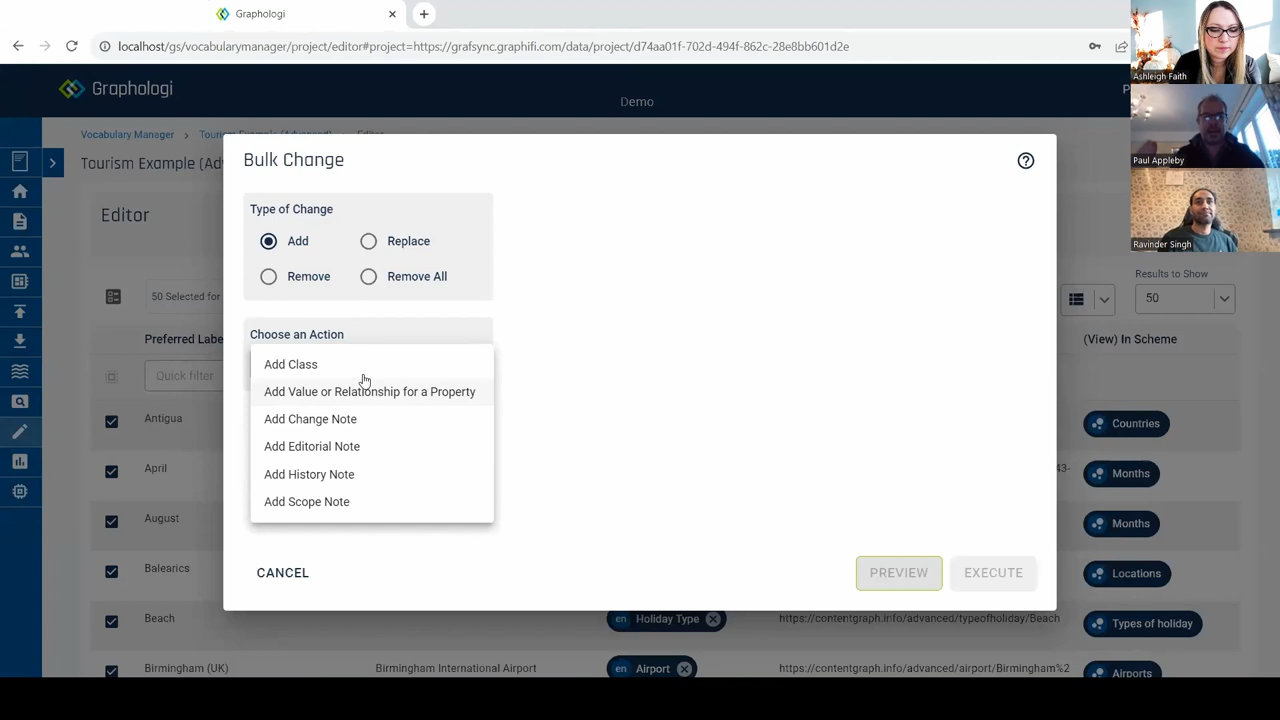 Graphologi
localhost/gs/vocabularymanager/project/editor#project=https://grafsync.graphifi.com/data/project/d74aa01f-702d-494f-862c-28e8bb601d2e
Ashleigh Faith
Graphologi
Demo
P
Paul Appleby
Vocabulary Manager > Tourism Example (Advanced) > Editor
Tourism Example (Ad
Bulk Change
Type of Change
Add
Replace
Remove
Remove All
Ravinder Singh
Editor
Results to Show
50 Selected for
50
Choose an Action
Preferred Labe
(View) In Scheme
Add Class
Quick filter
Add Value or Relationship for a Property
Add Change Note
Add Editorial Note
Add History Note
Add Scope Note
Antigua
Countries
April
43-
Months
August
Months
Balearics
Locations
CANCEL
PREVIEW
EXECUTE
Beach
en Holiday Type
https://contentgraph.info/advanced/typeofholiday/Beach
Types of holiday
Birmingham (UK)
Birmingham International Airport
en Airport
https://contentgraph.info/advanced/airport/Birmingham%2
Airports